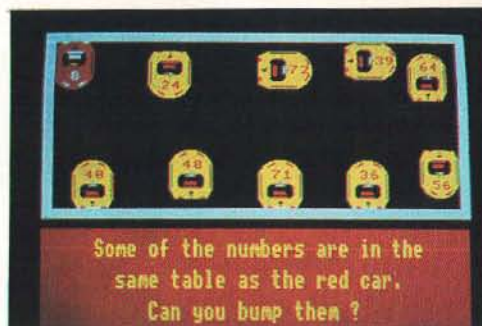 8 24 72 39 64
48 48 71 36 56
Some of the numbers are in the
same table as the red car.
Can you bump them ?